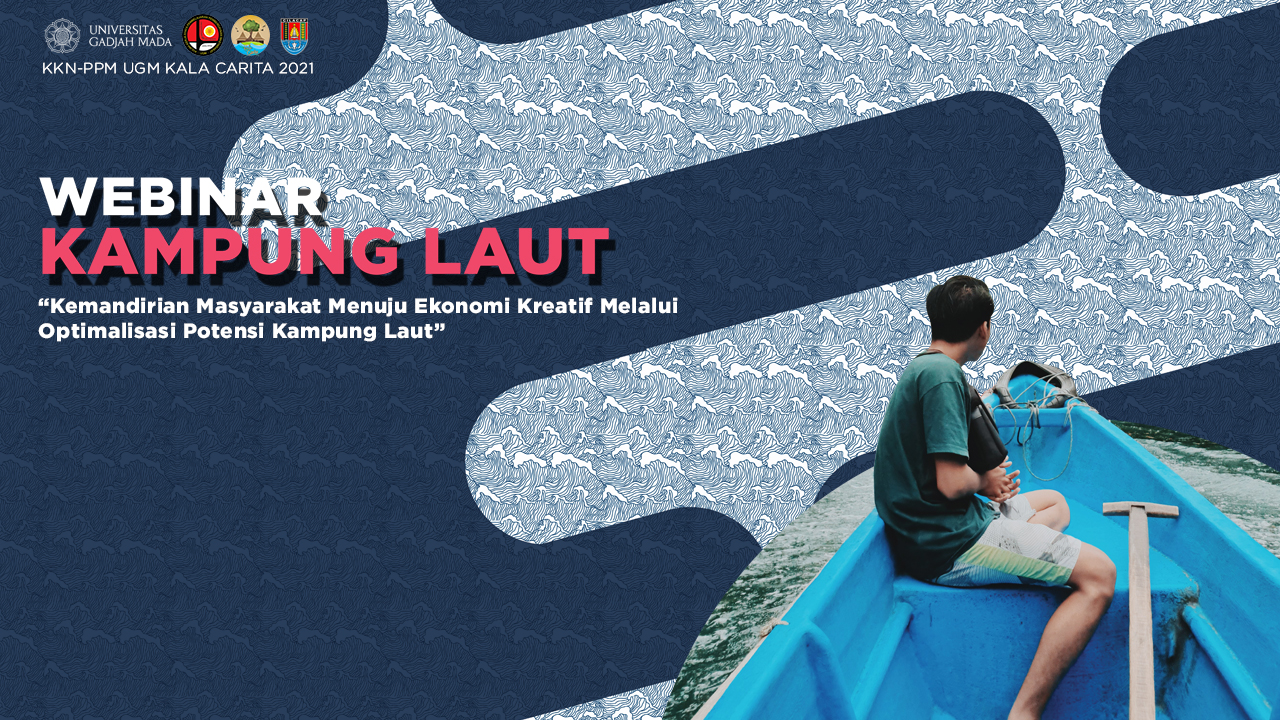 UNIVERSITAS
GADJAH MADA
CILACAP
KKN-PPM UGM KALA CARITA 2021
WEBINAR
KAMPUNG LAUT
“Kemandirian Masyarakat Menuju Ekonomi Kreatif Melalui
Optimalisasi Potensi Kampung Laut”